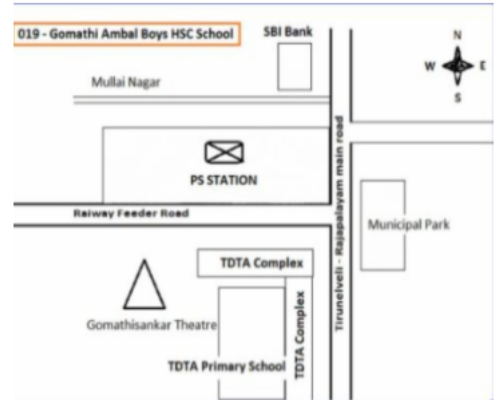 019 - Gomathi Ambal Boys HSC School
SBI Bank
N
W
E
S
Mullai Nagar
PS STATION
Raiway Feeder Road
Tirunelveli - Rajapalayam main road
Municipal Park
TDTA Complex
Gomathisankar Theatre
TDTA Complex
TDTA Primary School